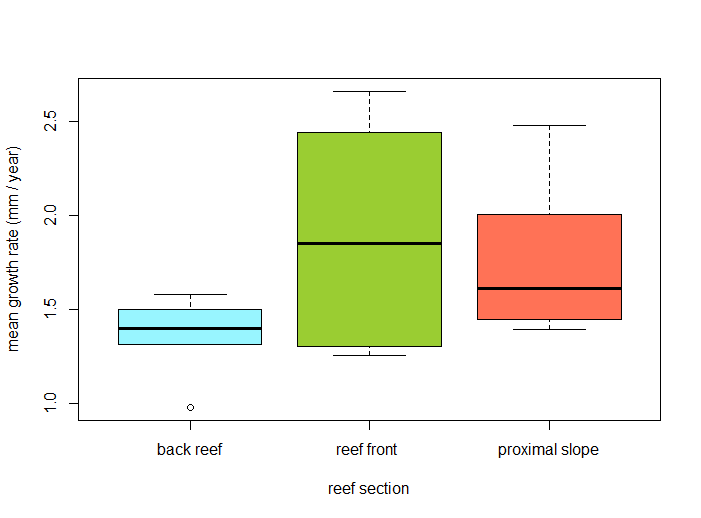 mean growth rate (mm / year)
2.5
2.0
1.5
1.0
back reef
reef front
proximal slope
reef section